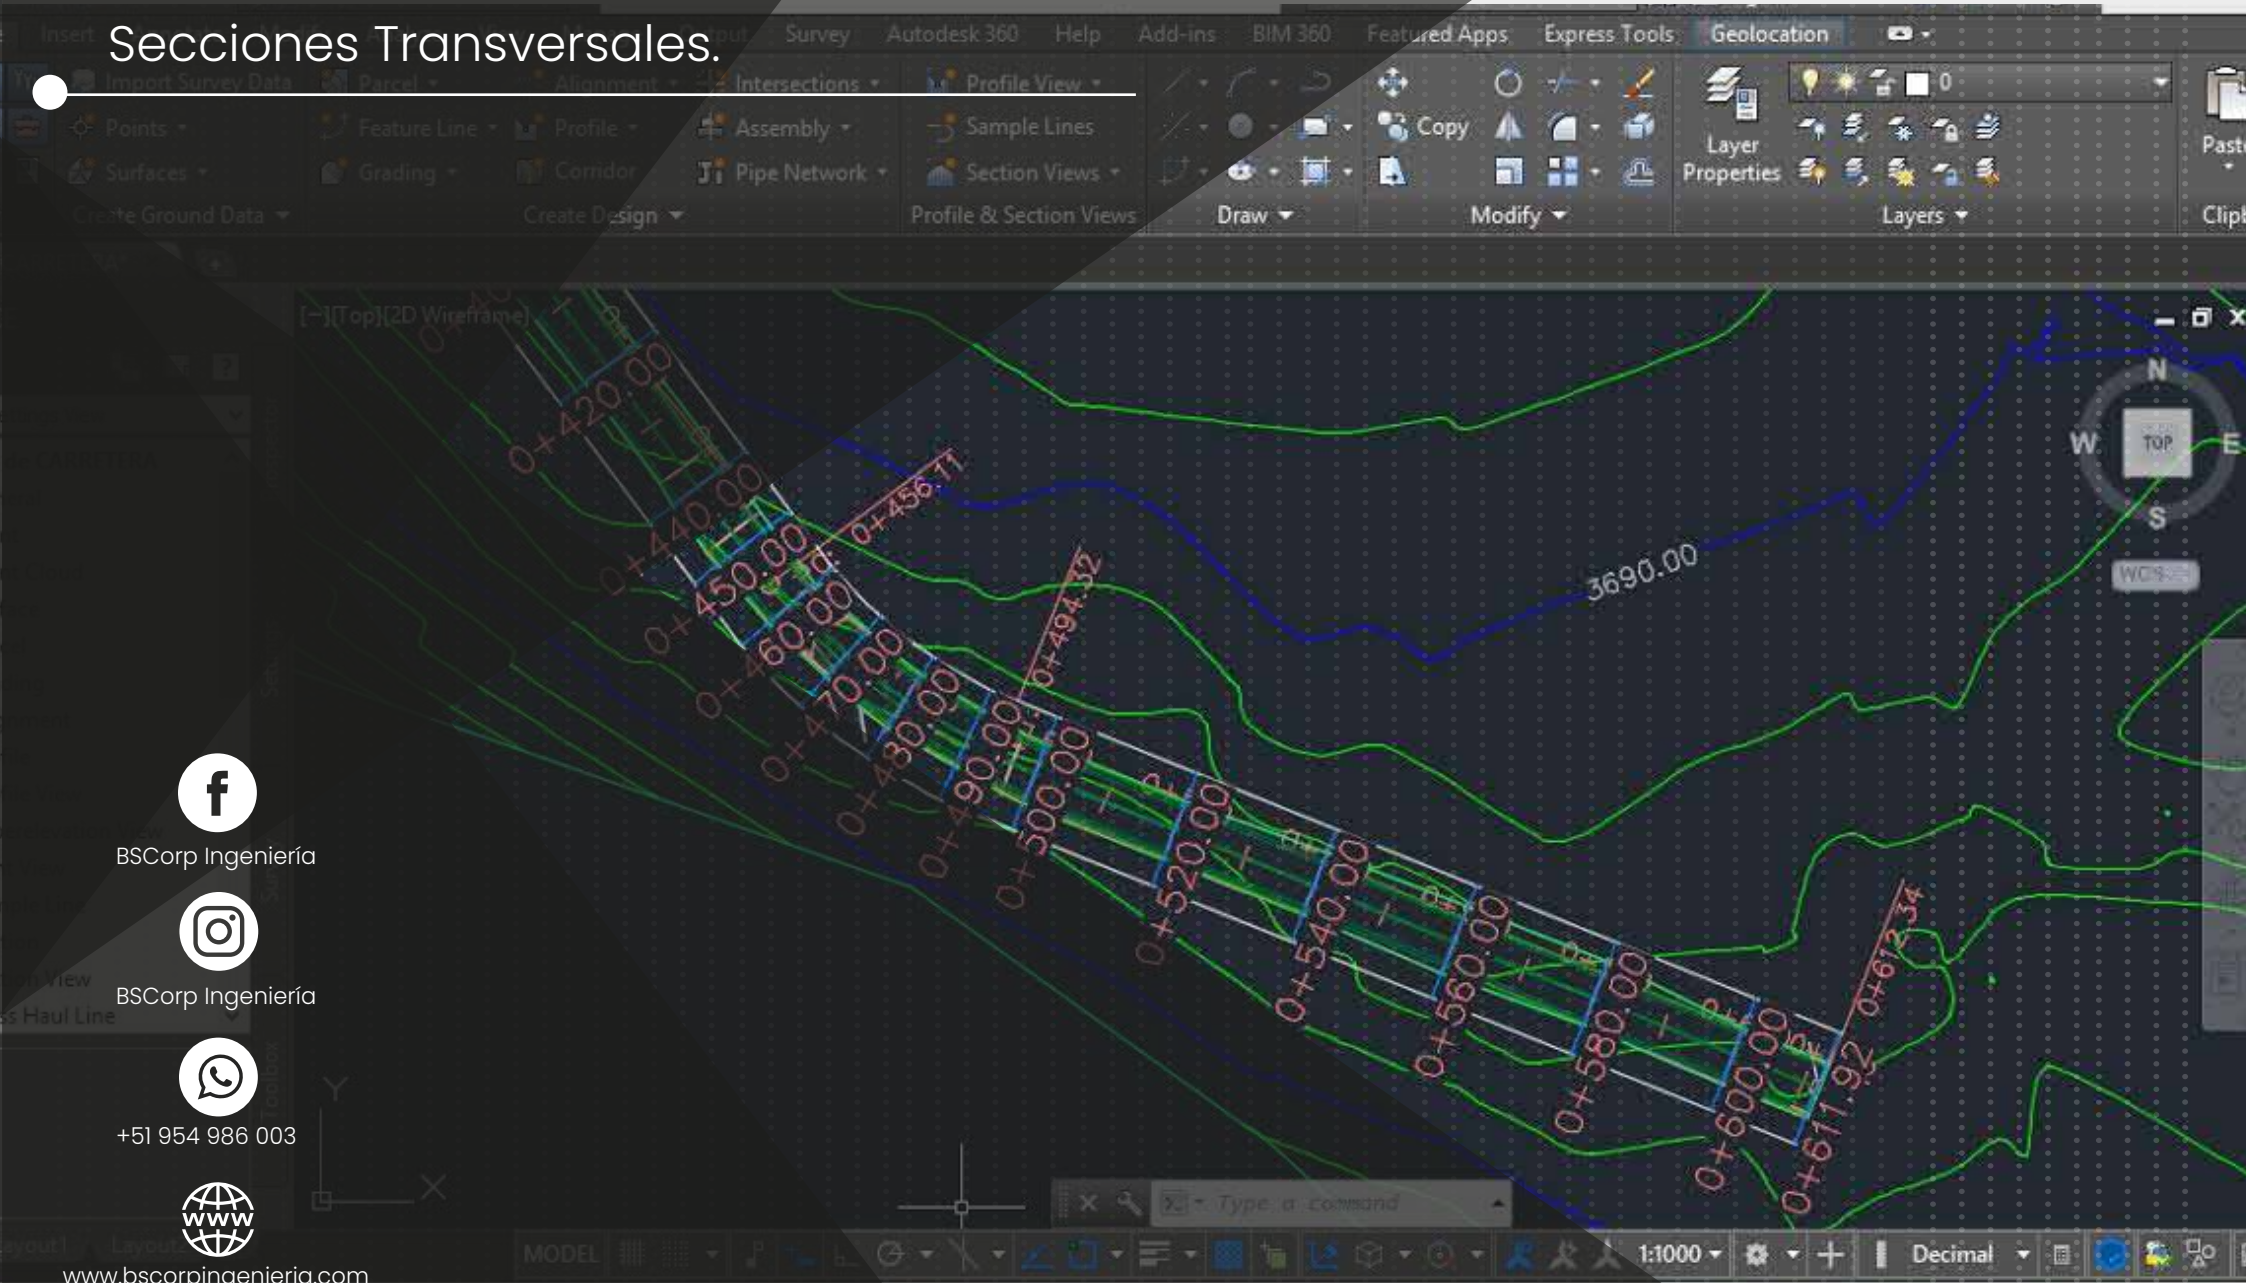 Secciones Transversales.
Insert
Survey
Autodesk 360
Help
Add-ins
BIM 360
Featured Apps
Express Tools
Geolocation
Import Survey Data
Parcel
Alignment
Intersections
Profile View
0
Points
Feature Line
Profile
Assembly
Sample Lines
Copy
Layer
Properties
Paste
Surfaces
Grading
Corridor
Pipe Network
Section Views
Create Ground Data
Create Design
Profile & Section Views
Draw
Modify
Layers
[−][Top][2D Wireframe]
N
W
TOP
E
S
WCS
0+420.00
0+440.00
0+450.00
0+456.11
0+460.00
0+470.00
0+480.00
0+490.00
0+494.32
0+500.00
0+520.00
0+540.00
0+560.00
0+580.00
0+600.00
0+611.92
0+612.34
3690.00
BSCorp Ingeniería
BSCorp Ingeniería
+51 954 986 003
www
www.bscorpingenieria.com
Y
X
Toolbox
Type a command
MODEL
1:1000
Decimal